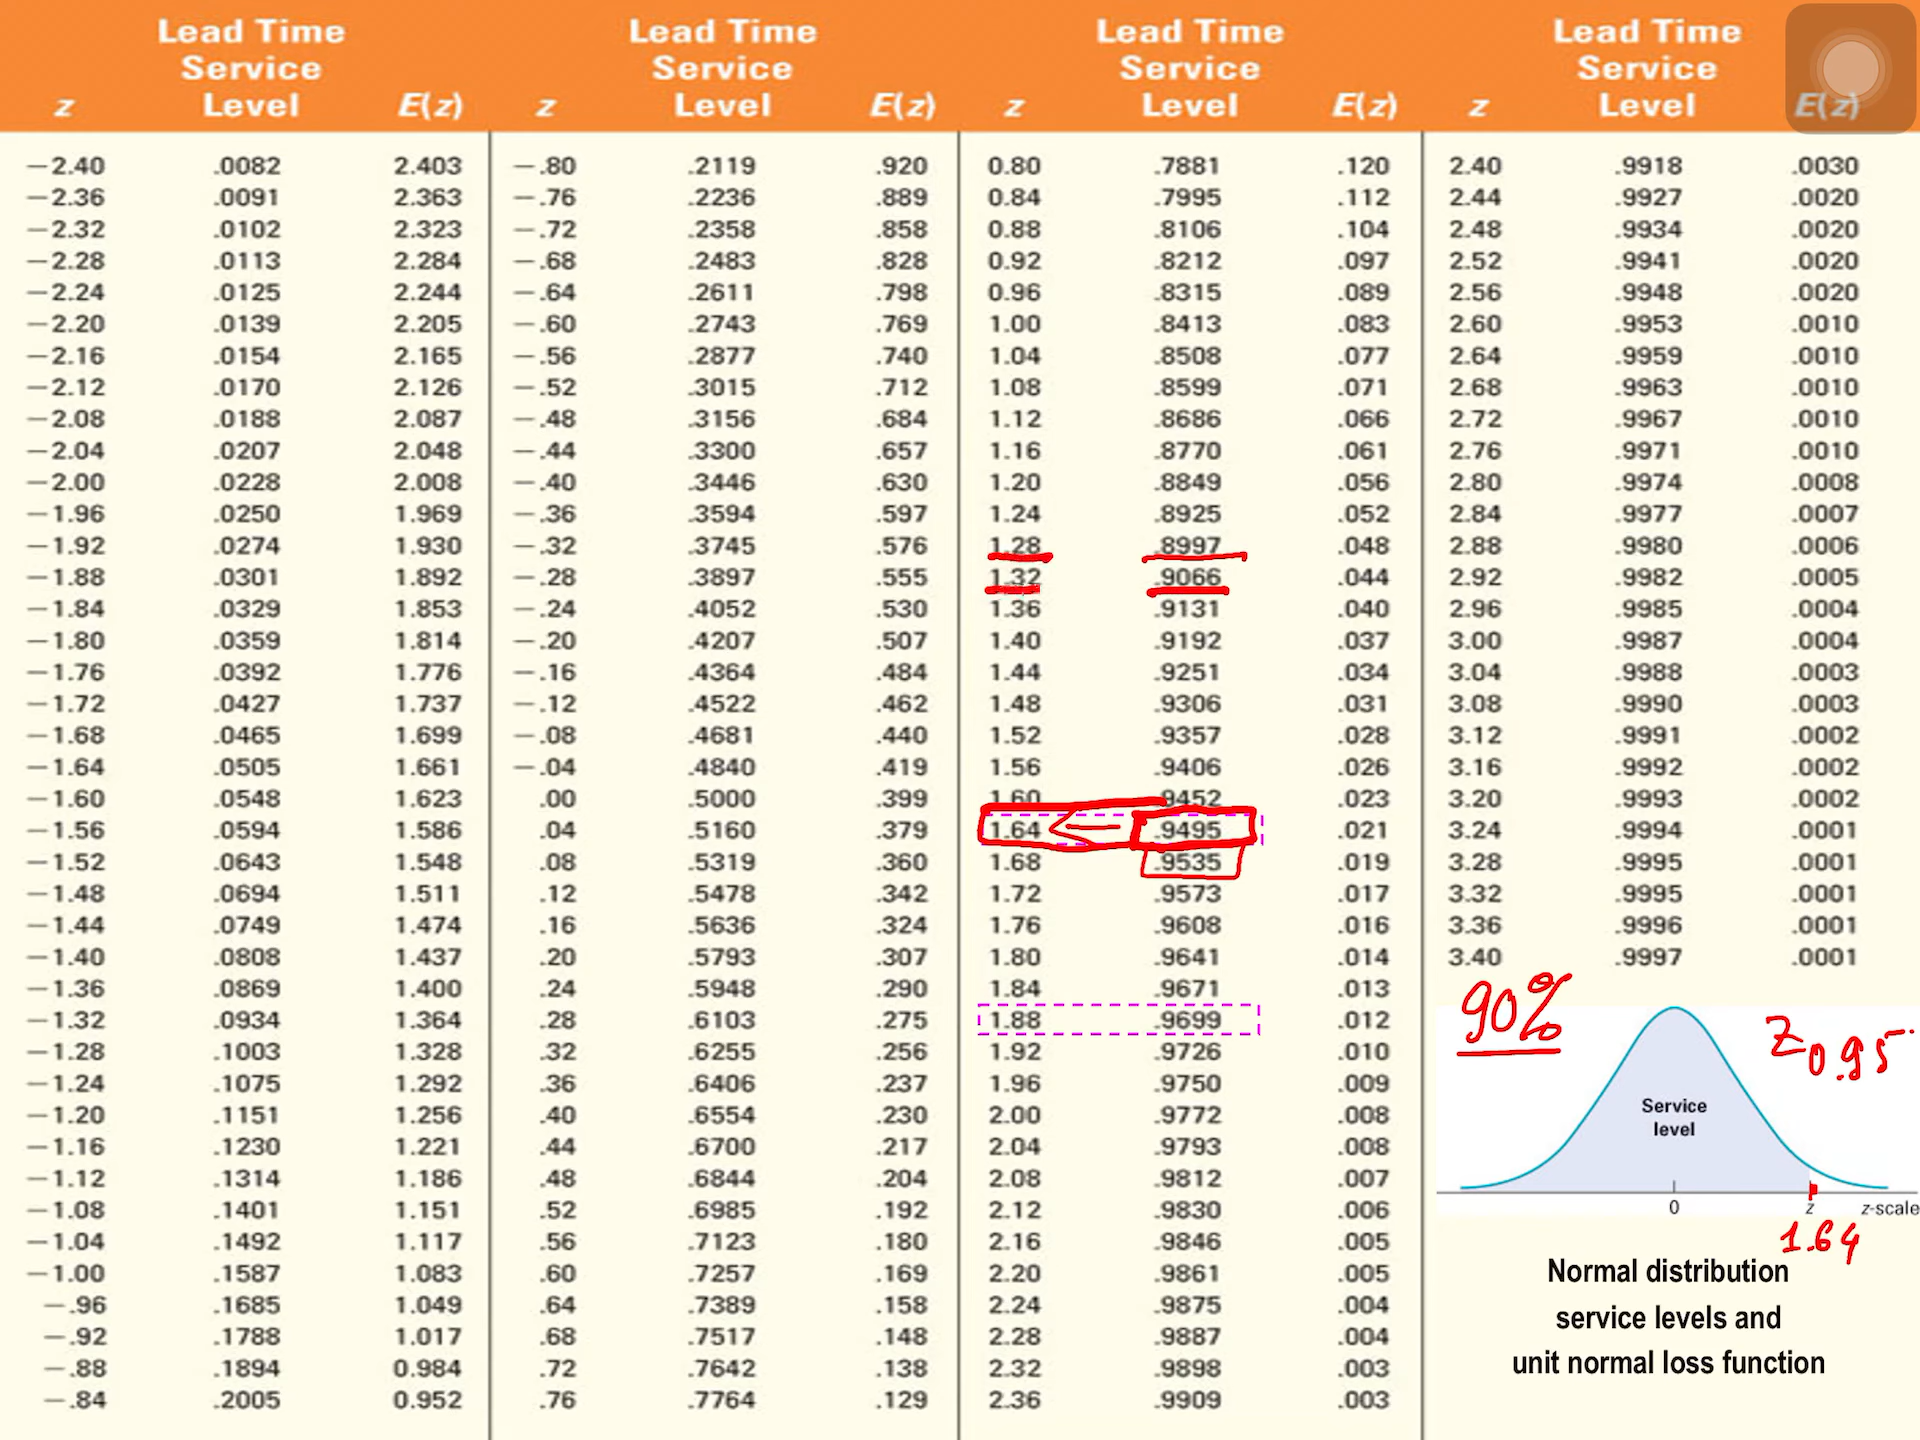 Lead Time Lead Time Lead Time Lead Time
Service Service Service Service
z Level E(z) z Level E(z) z Level E(z) z Level E(z)
−2.40 .0082 2.403 −.80 .2119 .920 0.80 .7881 .120 2.40 .9918 .0030
−2.36 .0091 2.363 −.76 .2236 .889 0.84 .7995 .112 2.44 .9927 .0020
−2.32 .0102 2.323 −.72 .2358 .858 0.88 .8106 .104 2.48 .9934 .0020
−2.28 .0113 2.284 −.68 .2483 .828 0.92 .8212 .097 2.52 .9941 .0020
−2.24 .0125 2.244 −.64 .2611 .798 0.96 .8315 .089 2.56 .9948 .0020
−2.20 .0139 2.205 −.60 .2743 .769 1.00 .8413 .083 2.60 .9953 .0010
−2.16 .0154 2.165 −.56 .2877 .740 1.04 .8508 .077 2.64 .9959 .0010
−2.12 .0170 2.126 −.52 .3015 .712 1.08 .8599 .071 2.68 .9963 .0010
−2.08 .0188 2.087 −.48 .3156 .684 1.12 .8686 .066 2.72 .9967 .0010
−2.04 .0207 2.048 −.44 .3300 .657 1.16 .8770 .061 2.76 .9971 .0010
−2.00 .0228 2.008 −.40 .3446 .630 1.20 .8849 .056 2.80 .9974 .0008
−1.96 .0250 1.969 −.36 .3594 .597 1.24 .8925 .052 2.84 .9977 .0007
−1.92 .0274 1.930 −.32 .3745 .576 1.28 .8997 .048 2.88 .9980 .0006
−1.88 .0301 1.892 −.28 .3897 .555 1.32 .9066 .044 2.92 .9982 .0005
−1.84 .0329 1.853 −.24 .4052 .530 1.36 .9131 .040 2.96 .9985 .0004
−1.80 .0359 1.814 −.20 .4207 .507 1.40 .9192 .037 3.00 .9987 .0004
−1.76 .0392 1.776 −.16 .4364 .484 1.44 .9251 .034 3.04 .9988 .0003
−1.72 .0427 1.737 −.12 .4522 .462 1.48 .9306 .031 3.08 .9990 .0003
−1.68 .0465 1.699 −.08 .4681 .440 1.52 .9357 .028 3.12 .9991 .0002
−1.64 .0505 1.661 −.04 .4840 .419 1.56 .9406 .026 3.16 .9992 .0002
−1.60 .0548 1.623 .00 .5000 .399 1.60 .9452 .023 3.20 .9993 .0002
−1.56 .0594 1.586 .04 .5160 .379 1.64 .9495 .021 3.24 .9994 .0001
−1.52 .0643 1.548 .08 .5319 .360 1.68 .9535 .019 3.28 .9995 .0001
−1.48 .0694 1.511 .12 .5478 .342 1.72 .9573 .017 3.32 .9995 .0001
−1.44 .0749 1.474 .16 .5636 .324 1.76 .9608 .016 3.36 .9996 .0001
−1.40 .0808 1.437 .20 .5793 .307 1.80 .9641 .014 3.40 .9997 .0001
−1.36 .0869 1.400 .24 .5948 .290 1.84 .9671 .013
−1.32 .0934 1.364 .28 .6103 .275 1.88 .9699 .012
−1.28 .1003 1.328 .32 .6255 .256 1.92 .9726 .010
−1.24 .1075 1.292 .36 .6406 .237 1.96 .9750 .009
−1.20 .1151 1.256 .40 .6554 .230 2.00 .9772 .008
−1.16 .1230 1.221 .44 .6700 .217 2.04 .9793 .008
−1.12 .1314 1.186 .48 .6844 .204 2.08 .9812 .007
−1.08 .1401 1.151 .52 .6985 .192 2.12 .9830 .006
−1.04 .1492 1.117 .56 .7123 .180 2.16 .9846 .005
−1.00 .1587 1.083 .60 .7257 .169 2.20 .9861 .005
−.96 .1685 1.049 .64 .7389 .158 2.24 .9875 .004
−.92 .1788 1.017 .68 .7517 .148 2.28 .9887 .004
−.88 .1894 0.984 .72 .7642 .138 2.32 .9898 .003
−.84 .2005 0.952 .76 .7764 .129 2.36 .9909 .003
90%
z0.95
Service
level
0 z z-scale
1.64
Normal distribution
service levels and
unit normal loss function